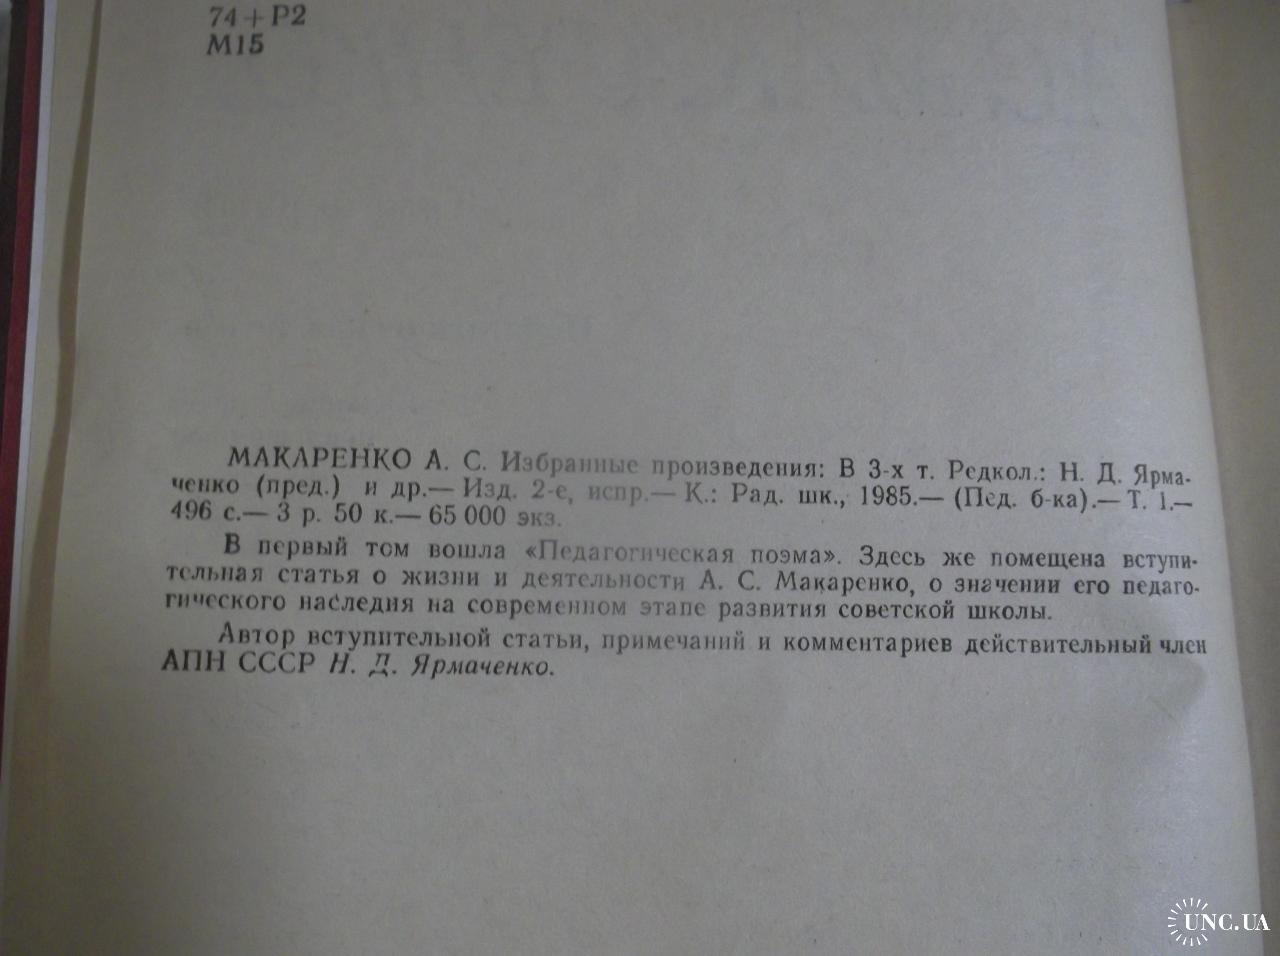 74+Р2
М15
МАКАРЕНКО А. С. Избранные произведения: В 3-х т. Редкол.: Н. Д. Ярма-
ченко (пред.) и др.— Изд. 2-е, испр.— К.: Рад. шк., 1985.— (Пед. б-ка).— Т. 1.—
496 с.— 3 р. 50 к.— 65 000 экз.
В первый том вошла «Педагогическая поэма». Здесь же помещена вступи-
тельная статья о жизни и деятельности А. С. Макаренко, о значении его педаго-
гического наследия на современном этапе развития советской школы.
Автор вступительной статьи, примечаний и комментариев действительный член
АПН СССР Н. Д. Ярмаченко.
UNC.UA